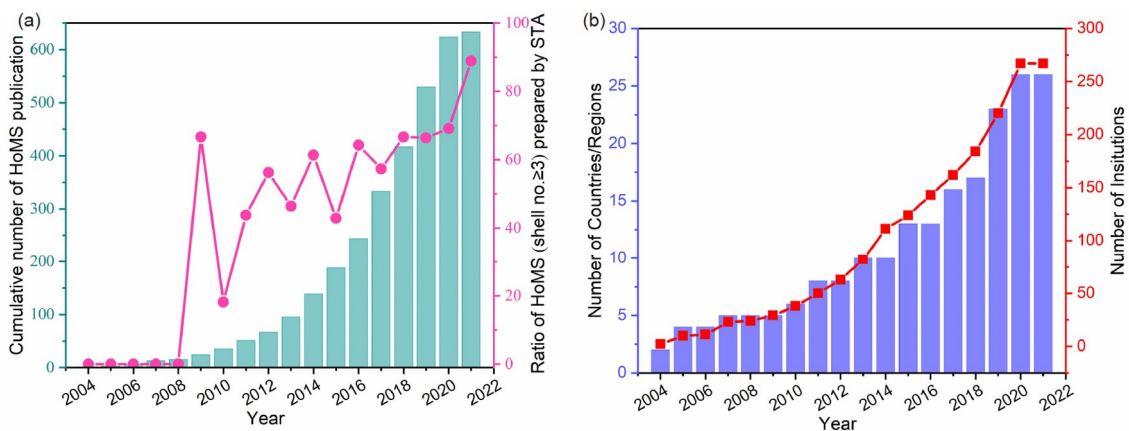 (a)
Cumulative number of HoMS publication
600
500
400
300
200
100
0
2004 2006 2008 2010 2012 2014 2016 2018 2020 2022
Year
100
80
60
40
20
0
Ratio of HoMS (shell no.≥3) prepared by STA
(b)
Number of Countries/Regions
30
25
20
15
10
5
0
2004 2006 2008 2010 2012 2014 2016 2018 2020 2022
Year
300
250
200
150
100
50
0
Number of Insitutions